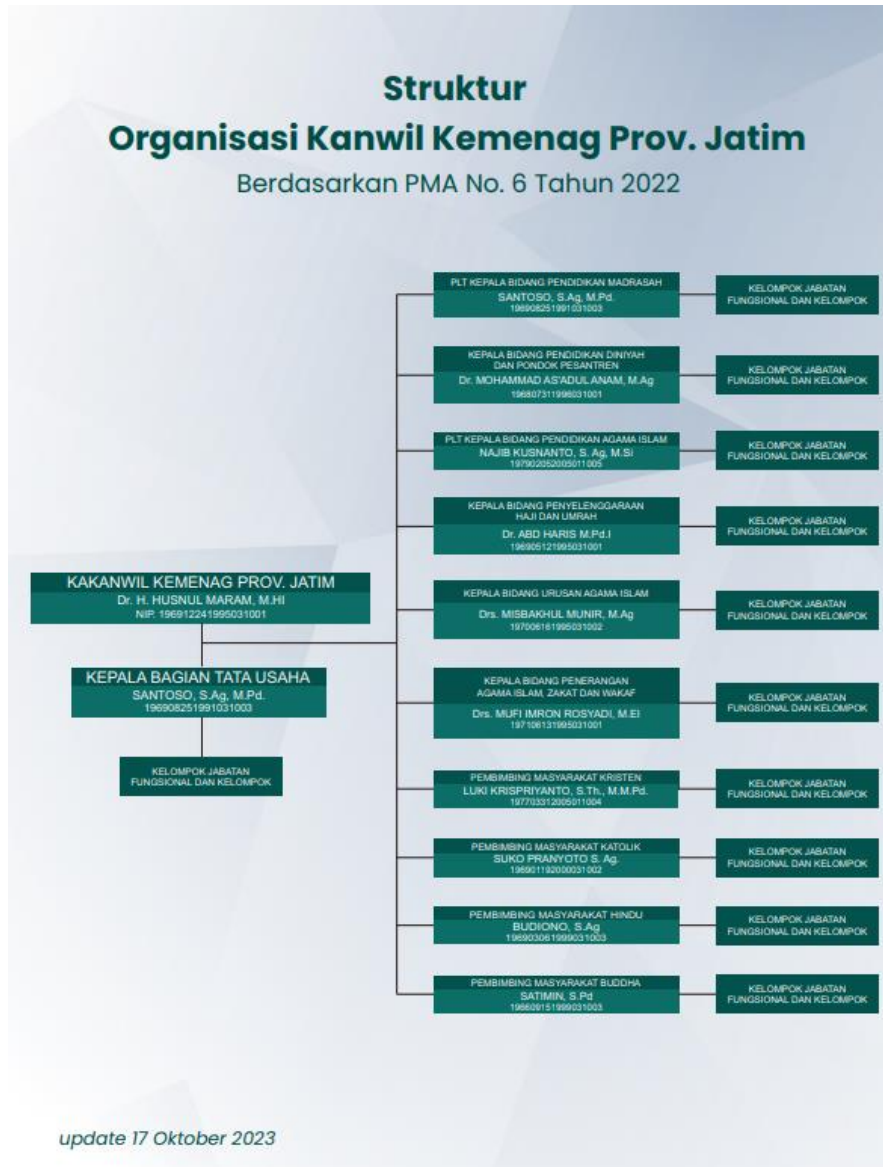 Struktur
Organisasi Kanwil Kemenag Prov. Jatim
Berdasarkan PMA No. 6 Tahun 2022
KAKANWIL KEMENAG PROV. JATIM
Dr. H. HUSNUL MARAM, M.HI
NIP. 196912241995031001
KEPALA BAGIAN TATA USAHA
SANTOSO, S.Ag, M.Pd.
196908251991031003
KELOMPOK JABATAN
FUNGSIONAL DAN KELOMPOK
PLT KEPALA BIDANG PENDIDIKAN MADRASAH
SANTOSO, S.Ag, M.Pd.
196908251991031003
KELOMPOK JABATAN
FUNGSIONAL DAN KELOMPOK
KEPALA BIDANG PENDIDIKAN DINIYAH
DAN PONDOK PESANTREN
Dr. MOHAMMAD AS'ADUL ANAM, M.Ag
196807311996031001
KELOMPOK JABATAN
FUNGSIONAL DAN KELOMPOK
PLT KEPALA BIDANG PENDIDIKAN AGAMA ISLAM
NAJIB KUSNANTO, S. Ag, M.Si
197902052005011005
KELOMPOK JABATAN
FUNGSIONAL DAN KELOMPOK
KEPALA BIDANG PENYELENGGARAAN
HAJI DAN UMRAH
Dr. ABD HARIS M.Pd.I
196905121995031001
KELOMPOK JABATAN
FUNGSIONAL DAN KELOMPOK
KEPALA BIDANG URUSAN AGAMA ISLAM
Drs. MISBAKHUL MUNIR, M.Ag
197006161995031002
KELOMPOK JABATAN
FUNGSIONAL DAN KELOMPOK
KEPALA BIDANG PENERANGAN
AGAMA ISLAM, ZAKAT DAN WAKAF
Drs. MUFI IMRON ROSYADI, M.EI
197106131995031001
KELOMPOK JABATAN
FUNGSIONAL DAN KELOMPOK
PEMBIMBING MASYARAKAT KRISTEN
LUKI KRISPRIYANTO, S.Th., M.M.Pd.
197703312005011004
KELOMPOK JABATAN
FUNGSIONAL DAN KELOMPOK
PEMBIMBING MASYARAKAT KATOLIK
SUKO PRANYOTO S. Ag.
196901192000031002
KELOMPOK JABATAN
FUNGSIONAL DAN KELOMPOK
PEMBIMBING MASYARAKAT HINDU
BUDIONO, S.Ag
196903061999031003
KELOMPOK JABATAN
FUNGSIONAL DAN KELOMPOK
PEMBIMBING MASYARAKAT BUDDHA
SATIMIN, S.Pd
196609151999031003
KELOMPOK JABATAN
FUNGSIONAL DAN KELOMPOK
update 17 Oktober 2023